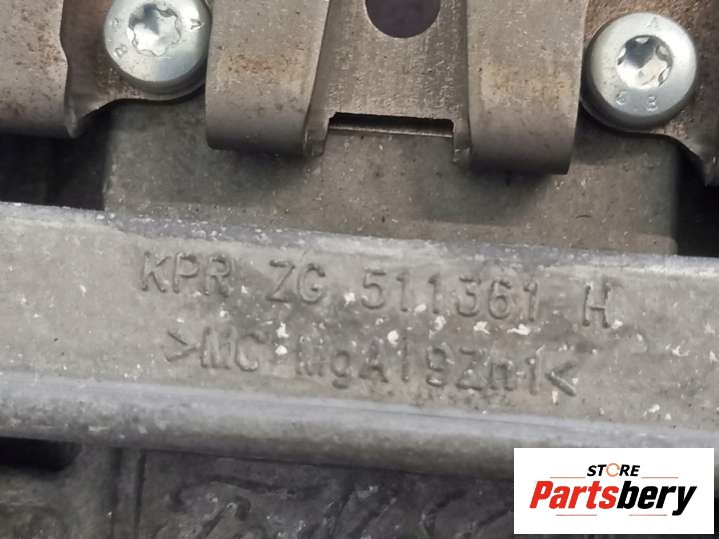 KPR ZG 511361 H
>MC MgAl9Zn1<
A
B
A
B
STORE
Partsbery